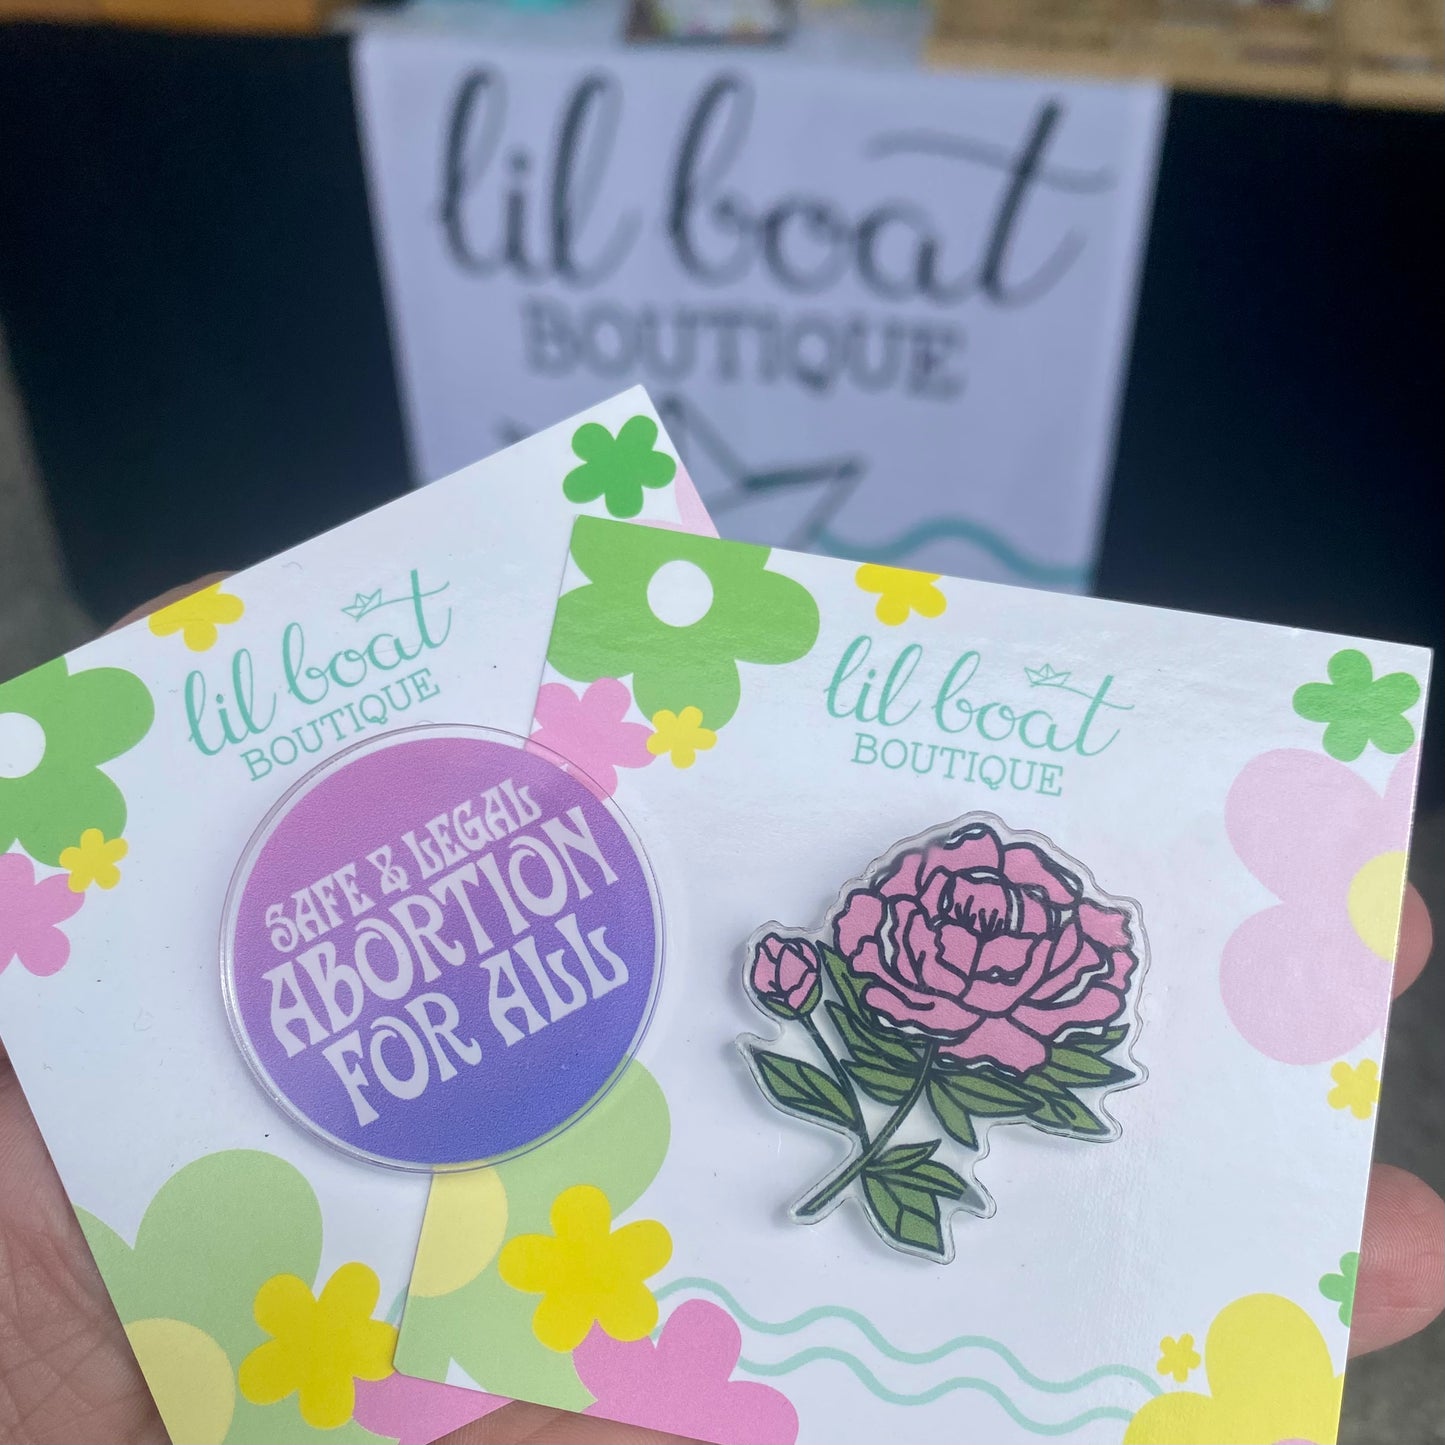 lil boat
BOUTIQUE
lil boat
BOUTIQUE
SAFE & LEGAL
ABORTION
FOR ALL
lil boat
BOUTIQUE